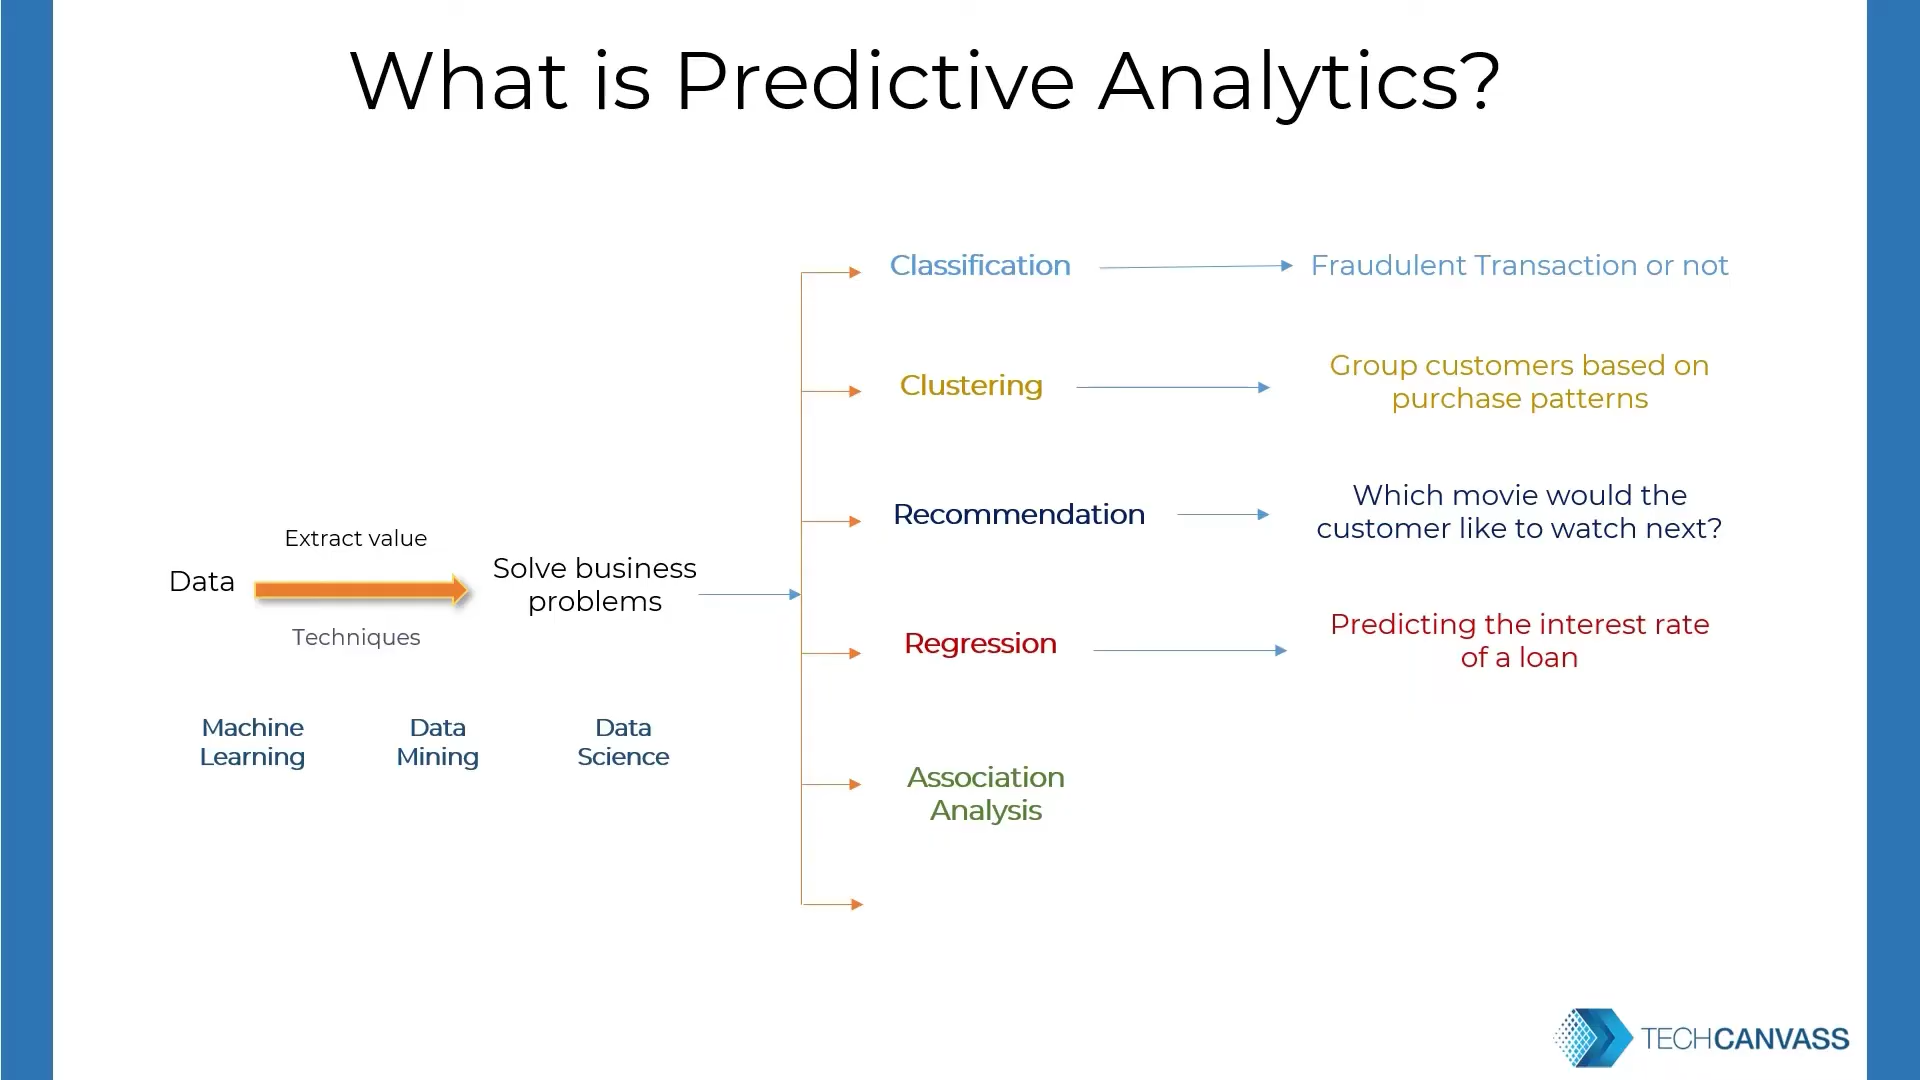 What is Predictive Analytics?
Classification
Fraudulent Transaction or not
Clustering
Group customers based on
purchase patterns
Recommendation
Which movie would the
customer like to watch next?
Extract value
Data
Solve business
problems
Techniques
Regression
Predicting the interest rate
of a loan
Machine
Learning
Data
Mining
Data
Science
Association
Analysis
TECHCANVASS